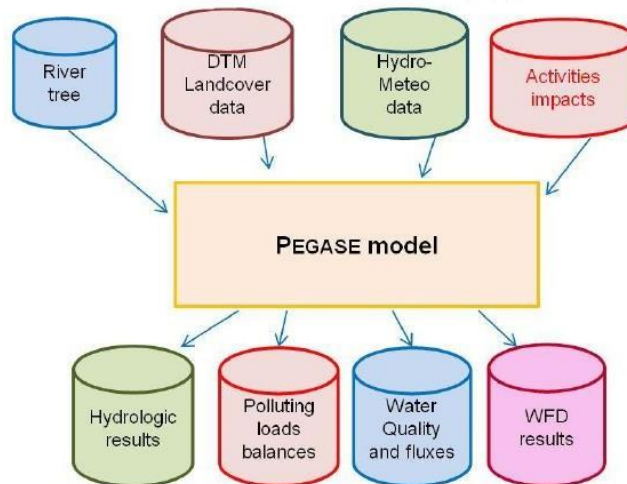 River
tree
DTM
Landcover
data
Hydro-
Meteo
data
Activities
impacts
PEGASE model
Hydrologic
results
Polluting
loads
balances
Water
Quality
and fluxes
WFD
results